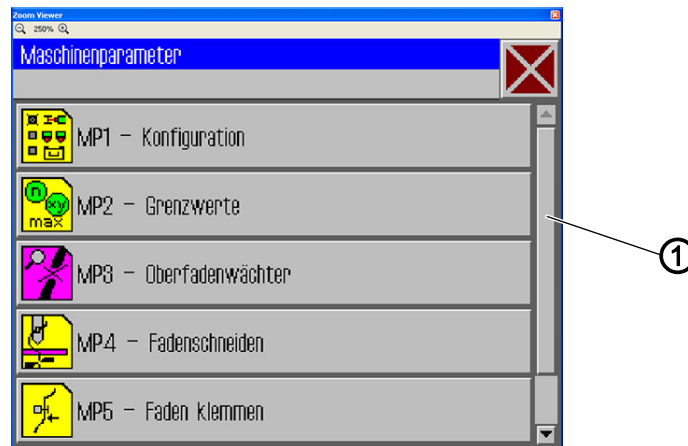 Zoom Viewer
250%
Maschinenparameter
MP1 - Konfiguration
n
xy
max
MP2 - Grenzwerte
MP3 - Oberfadenwächter
MP4 - Fadenschneiden
MP5 - Faden klemmen
1